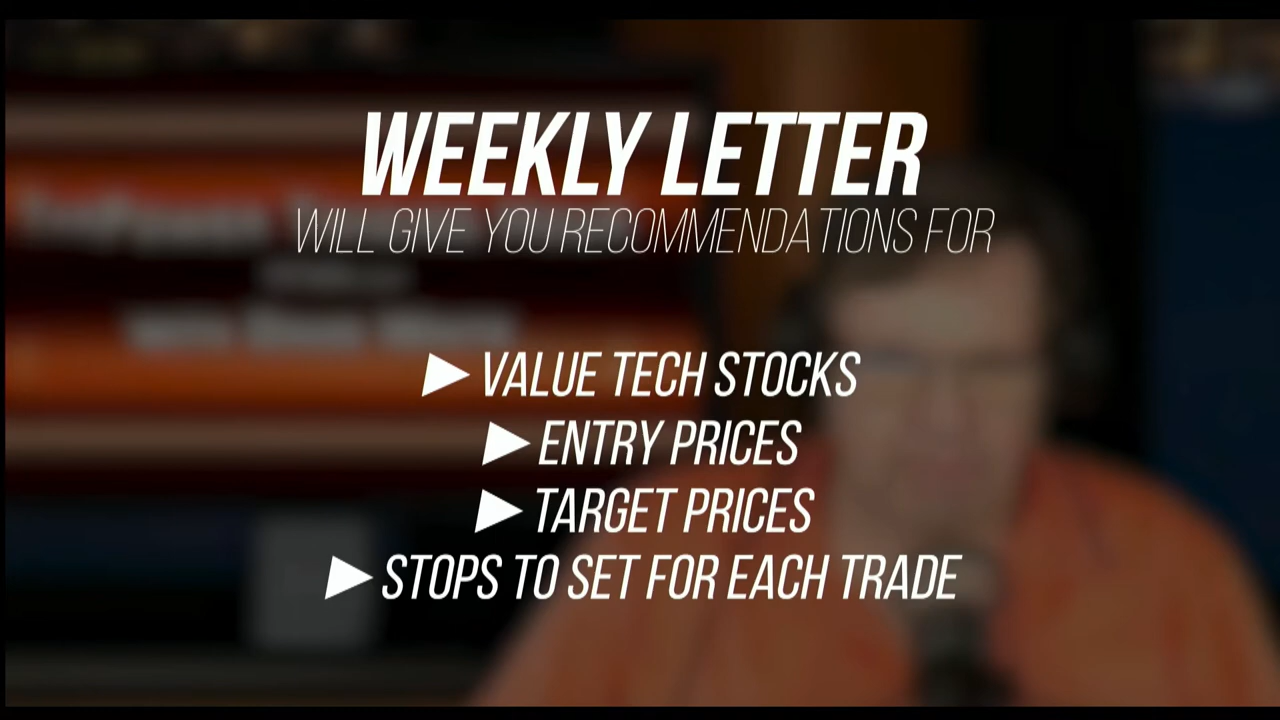 WEEKLY LETTER
WILL GIVE YOU RECOMMENDATIONS FOR
▶ VALUE TECH STOCKS
▶ ENTRY PRICES
▶ TARGET PRICES
▶ STOPS TO SET FOR EACH TRADE